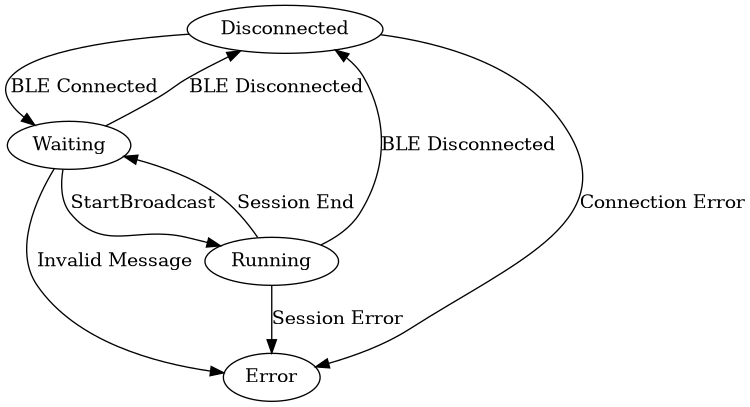 Disconnected
BLE Connected
BLE Disconnected
Waiting
BLE Disconnected
StartBroadcast
Session End
Connection Error
Invalid Message
Running
Session Error
Error